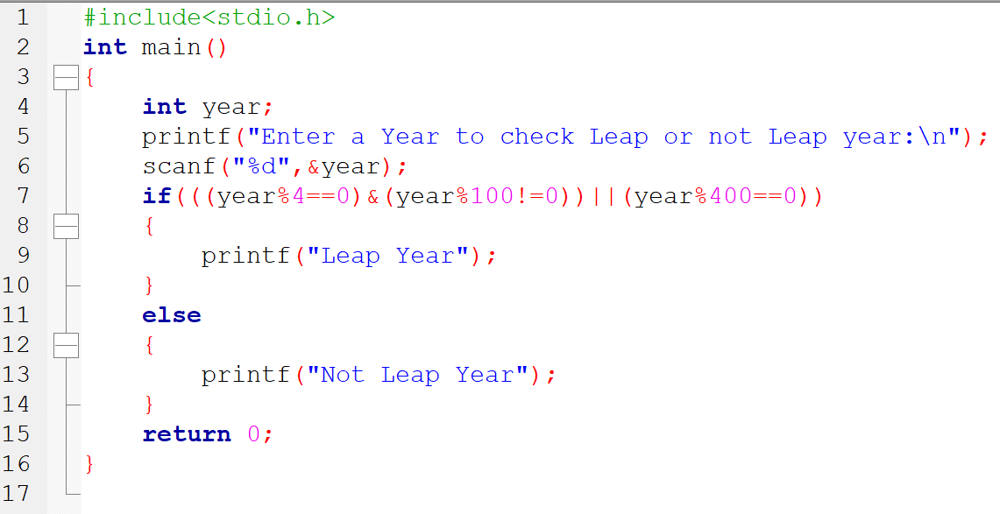 1 #include<stdio.h>
2 int main()
3 {
4 int year;
5 printf("Enter a Year to check Leap or not Leap year:\n");
6 scanf("%d",&year);
7 if(((year%4==0)&(year%100!=0))||(year%400==0))
8 {
9 printf("Leap Year");
10 }
11 else
12 {
13 printf("Not Leap Year");
14 }
15 return 0;
16 }
17